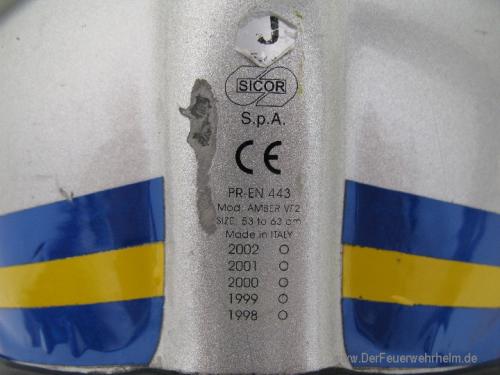 J
SICOR
S.p.A.
CE
PR-EN 443
Mod: AMBER VF2
SIZE: 53 to 63 cm
Made in ITALY
2002 O
2001 O
2000 O
1999 O
1998 O
www.DerFeuerwehrhelm.de